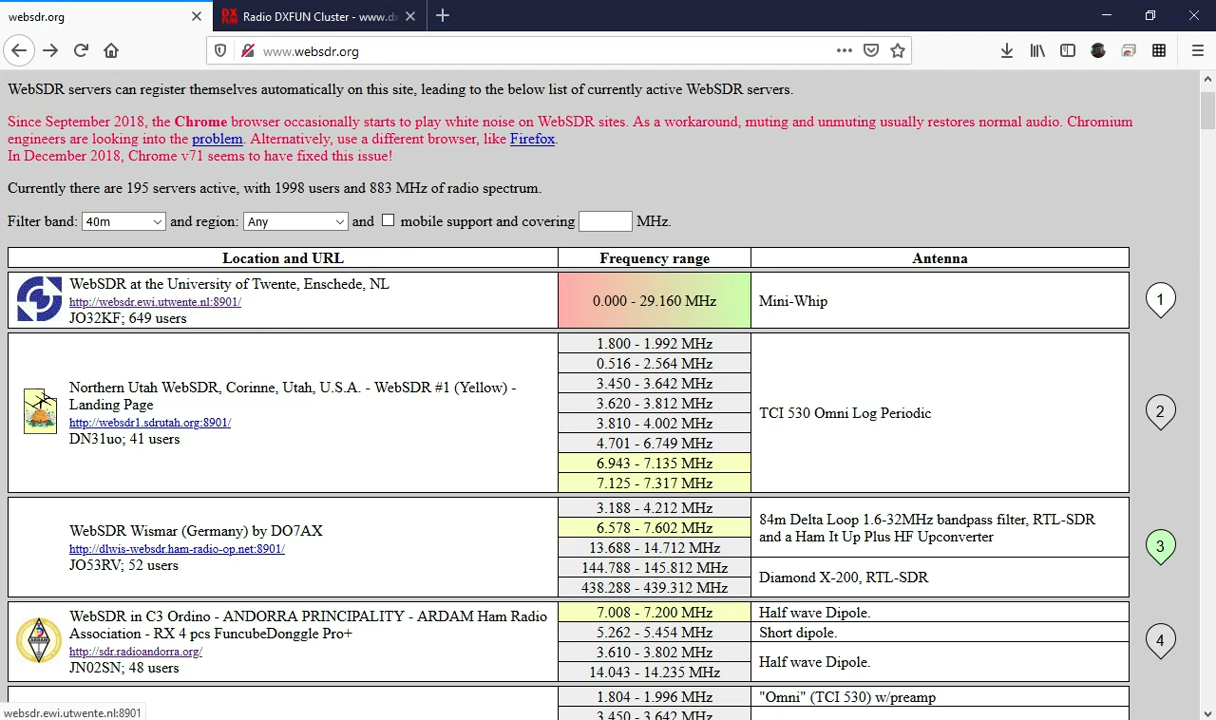 websdr.org
Radio DXFUN Cluster - www.dx
www.websdr.org
WebSDR servers can register themselves automatically on this site, leading to the below list of currently active WebSDR servers.
Since September 2018, the Chrome browser occasionally starts to play white noise on WebSDR sites. As a workaround, muting and unmuting usually restores normal audio. Chromium
engineers are looking into the problem. Alternatively, use a different browser, like Firefox.
In December 2018, Chrome v71 seems to have fixed this issue!
Currently there are 195 servers active, with 1998 users and 883 MHz of radio spectrum.
Filter band: 40m and region: Any and mobile support and covering MHz.
Location and URL Frequency range Antenna
WebSDR at the University of Twente, Enschede, NL
http://websdr.ewi.utwente.nl:8901/
JO32KF; 649 users
0.000 - 29.160 MHz
Mini-Whip
1
Northern Utah WebSDR, Corinne, Utah, U.S.A. - WebSDR #1 (Yellow) -
Landing Page
http://websdr1.sdrutah.org:8901/
DN31uo; 41 users
1.800 - 1.992 MHz
0.516 - 2.564 MHz
3.450 - 3.642 MHz
3.620 - 3.812 MHz
3.810 - 4.002 MHz
4.701 - 6.749 MHz
6.943 - 7.135 MHz
7.125 - 7.317 MHz
TCI 530 Omni Log Periodic
2
WebSDR Wismar (Germany) by DO7AX
http://dlwis-websdr.ham-radio-op.net:8901/
JO53RV; 52 users
3.188 - 4.212 MHz
6.578 - 7.602 MHz
13.688 - 14.712 MHz
144.788 - 145.812 MHz
438.288 - 439.312 MHz
84m Delta Loop 1.6-32MHz bandpass filter, RTL-SDR
and a Ham It Up Plus HF Upconverter
Diamond X-200, RTL-SDR
3
WebSDR in C3 Ordino - ANDORRA PRINCIPALITY - ARDAM Ham Radio
Association - RX 4 pcs FuncubeDonggle Pro+
http://sdr.radioandorra.org/
JN02SN; 48 users
7.008 - 7.200 MHz
5.262 - 5.454 MHz
3.610 - 3.802 MHz
14.043 - 14.235 MHz
Half wave Dipole.
Short dipole.
Half wave Dipole.
4
1.804 - 1.996 MHz
3.450 - 3.642 MHz
"Omni" (TCI 530) w/preamp
websdr.ewi.utwente.nl:8901